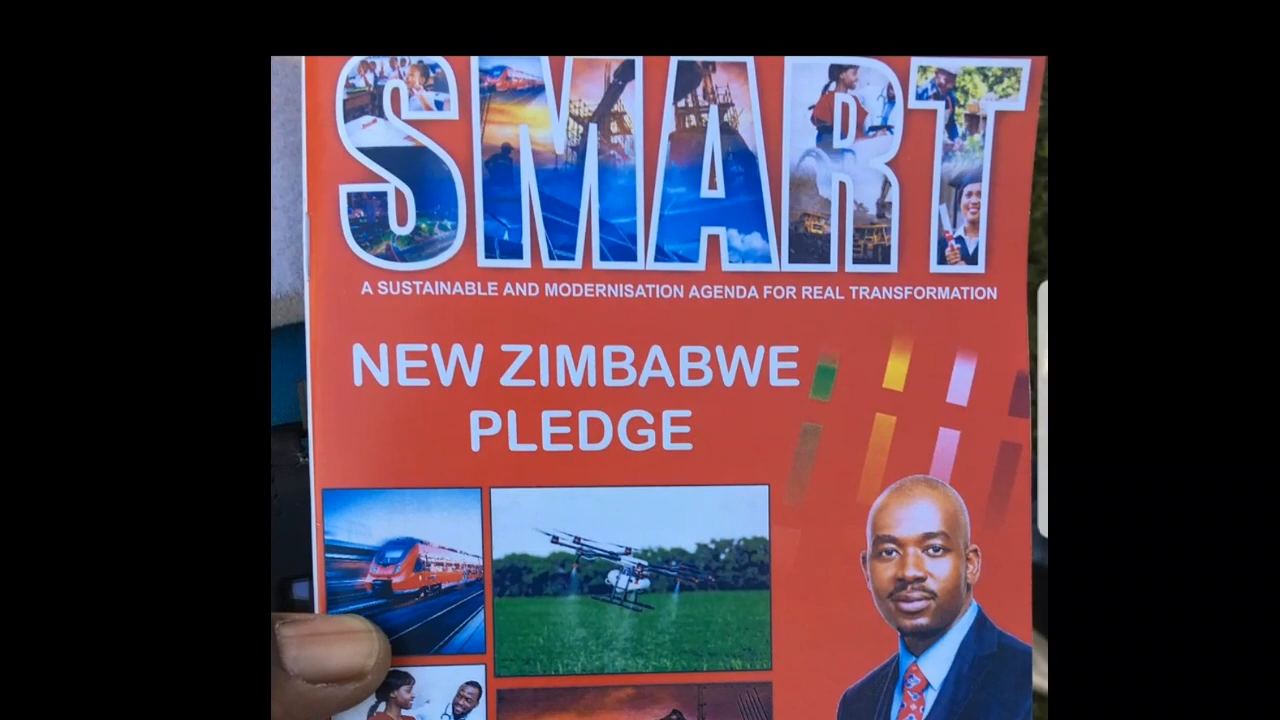 SMART
A SUSTAINABLE AND MODERNISATION AGENDA FOR REAL TRANSFORMATION
NEW ZIMBABWE
PLEDGE